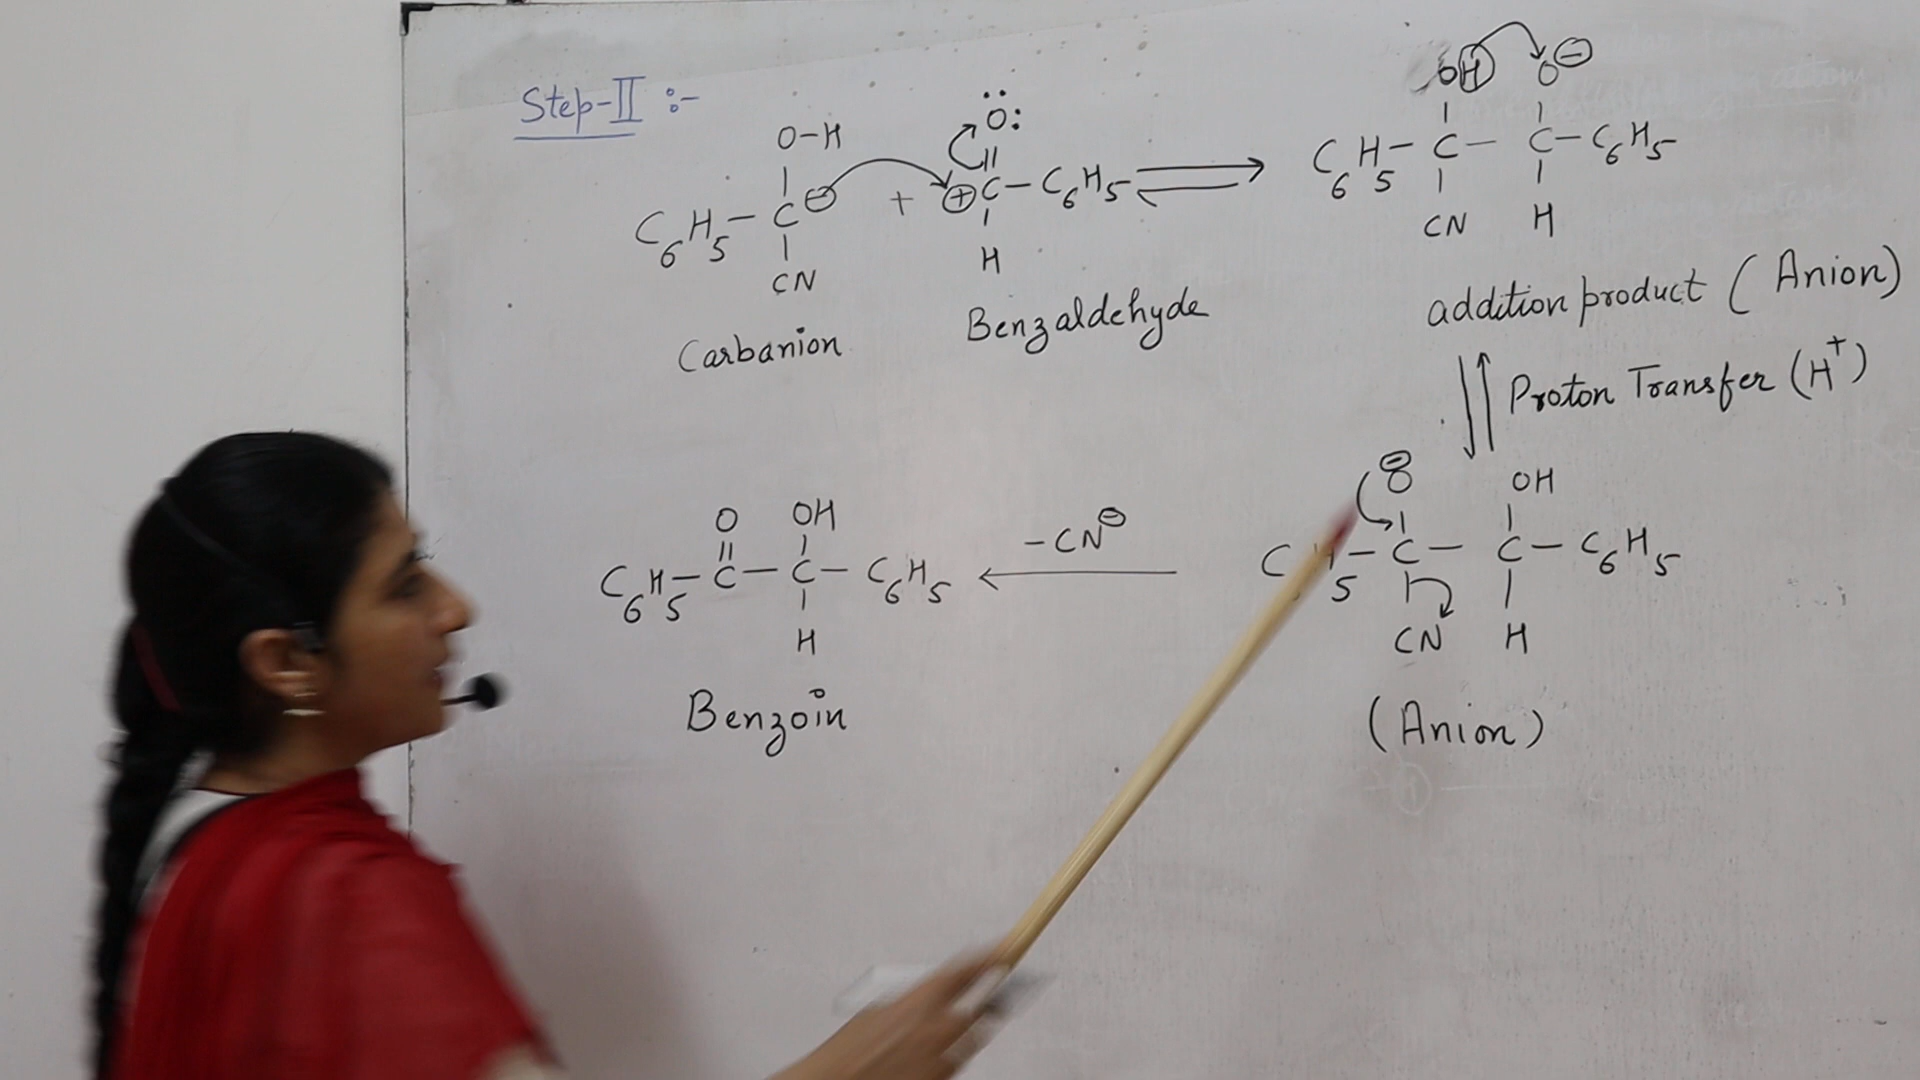 Step-II :-
O-H
C6H5 - C⊖ + ⊕C - C6H5 ⇌
O:
CN
H
Carbanion
Benzaldehyde
OH O⊖
C6H5 - C - C - C6H5
CN H
addition product (Anion)
Proton Transfer (H+)
O⊖ OH
C 5 - C - C - C6H5
CN H
(Anion)
-CN⊖
O OH
C6H5 - C - C - C6H5
H
Benzoin